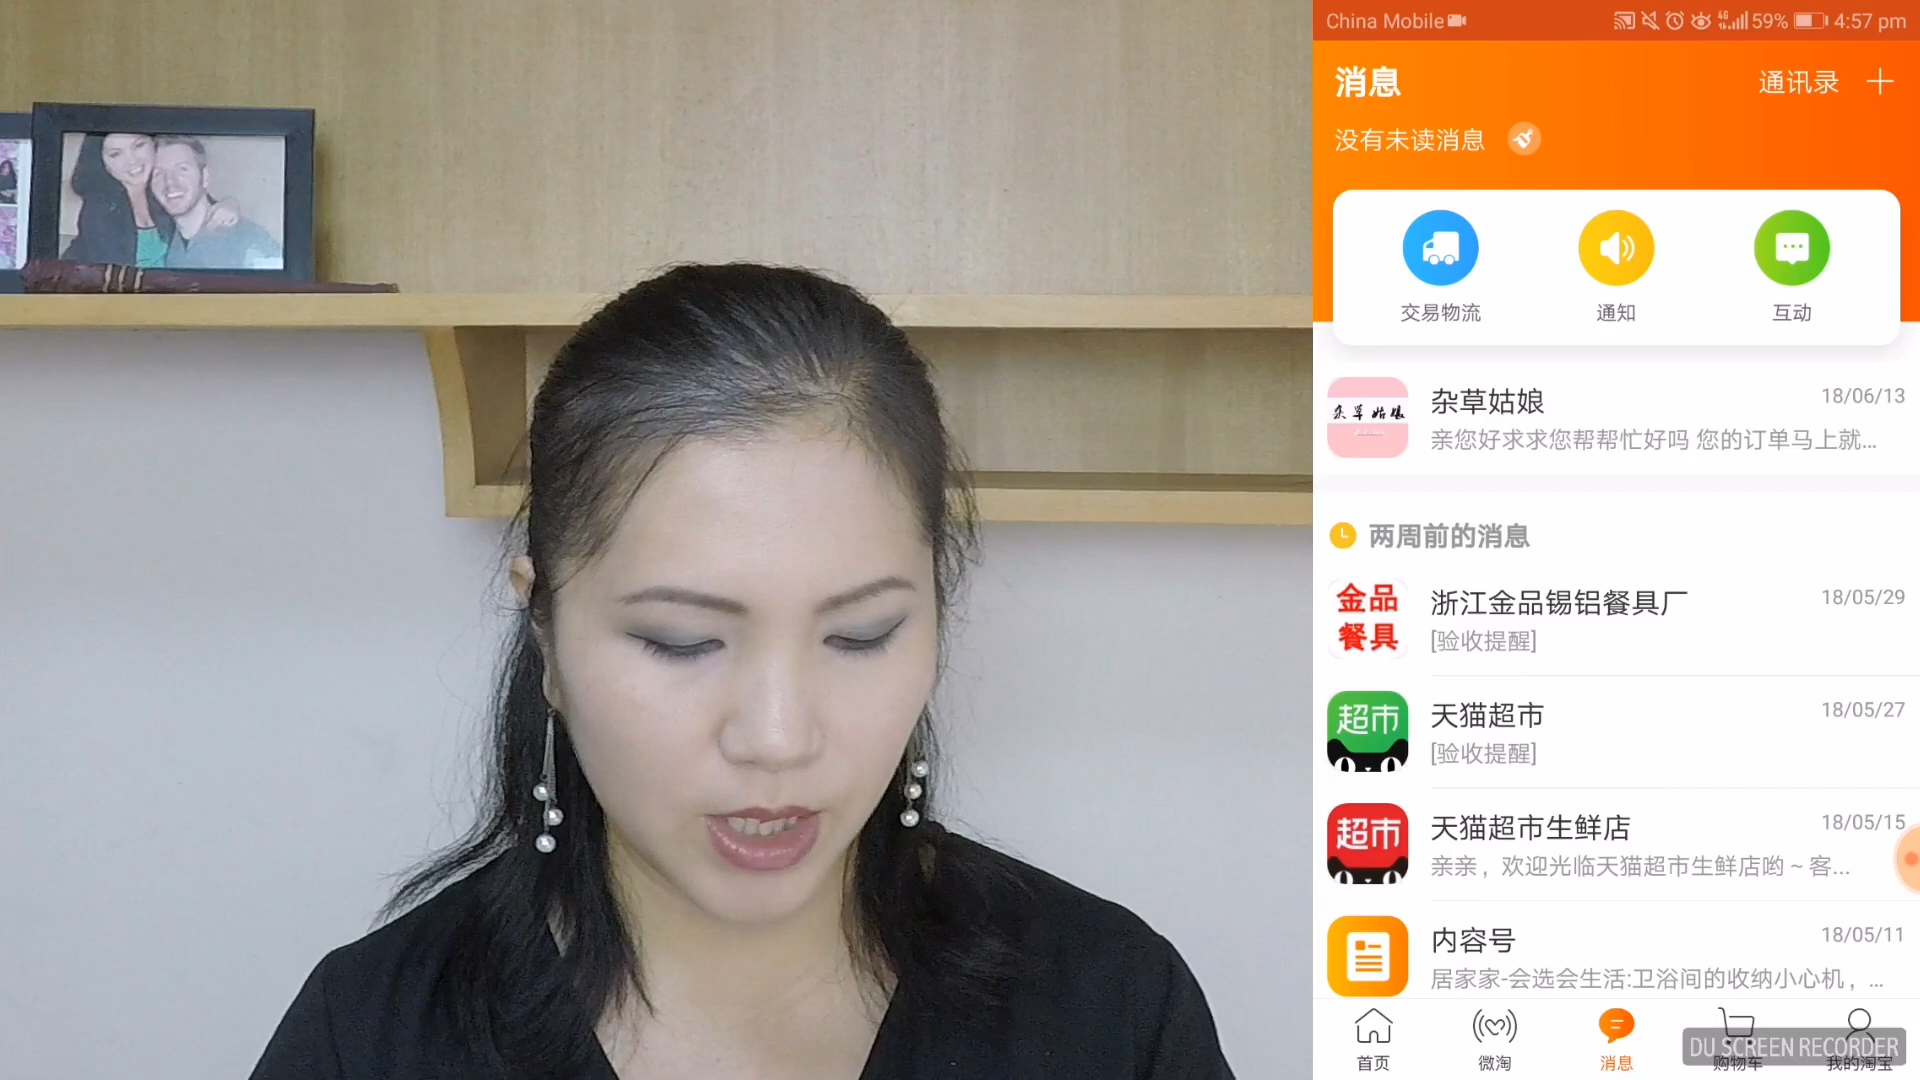 China Mobile
59% 4:57 pm
消息
通讯录
没有未读消息
交易物流
通知
互动
杂草姑娘
杂草姑娘
18/06/13
亲您好求求您帮帮忙好吗 您的订单马上就...
两周前的消息
金品
餐具
浙江金品锡铝餐具厂
18/05/29
[验收提醒]
超市
天猫超市
18/05/27
[验收提醒]
超市
天猫超市生鲜店
18/05/15
亲亲，欢迎光临天猫超市生鲜店哟 ~ 客...
内容号
18/05/11
居家家-会选会生活:卫浴间的收纳小心机，...
首页
微淘
消息
购物车
我的淘宝
DU SCREEN RECORDER